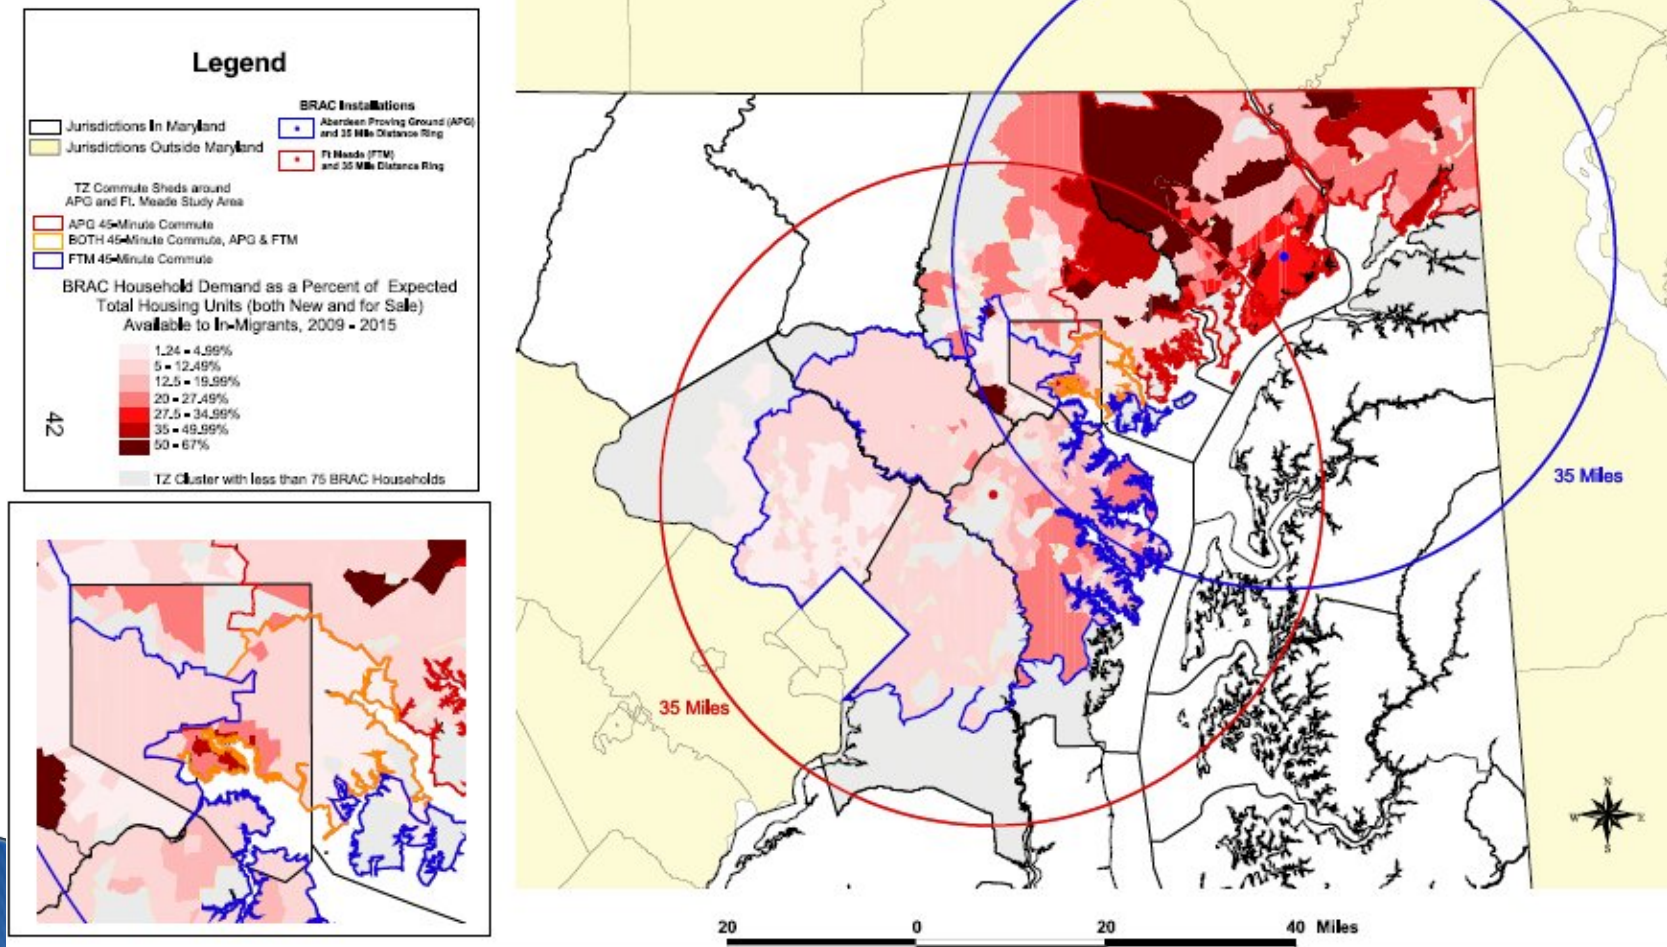 Legend
Jurisdictions In Maryland
Jurisdictions Outside Maryland
BRAC Installations
Aberdeen Proving Ground (APG)
and 35 Mile Distance Ring
Ft Meade (FTM)
and 35 Mile Distance Ring
TZ Commute Sheds around
APG and Ft. Meade Study Area
APG 45-Minute Commute
BOTH 45-Minute Commute, APG & FTM
FTM 45-Minute Commute
BRAC Household Demand as a Percent of Expected
Total Housing Units (both New and for Sale)
Available to In-Migrants, 2009 - 2015
1.24 - 4.99%
5 - 12.49%
12.5 - 19.99%
20 - 27.49%
27.5 - 34.99%
35 - 49.99%
50 - 67%
TZ Cluster with less than 75 BRAC Households
42
35 Miles
35 Miles
N
W E
S
20 0 20 40 Miles